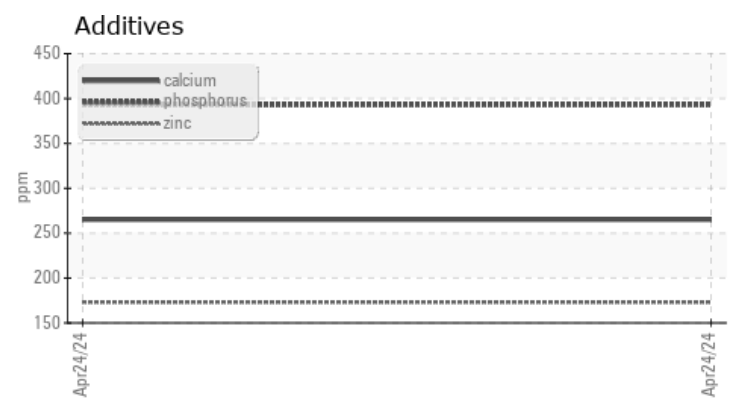 Additives
450
400
350
300
250
200
150
ppm
calcium
phosphorus
zinc
Apr24/24
Apr24/24